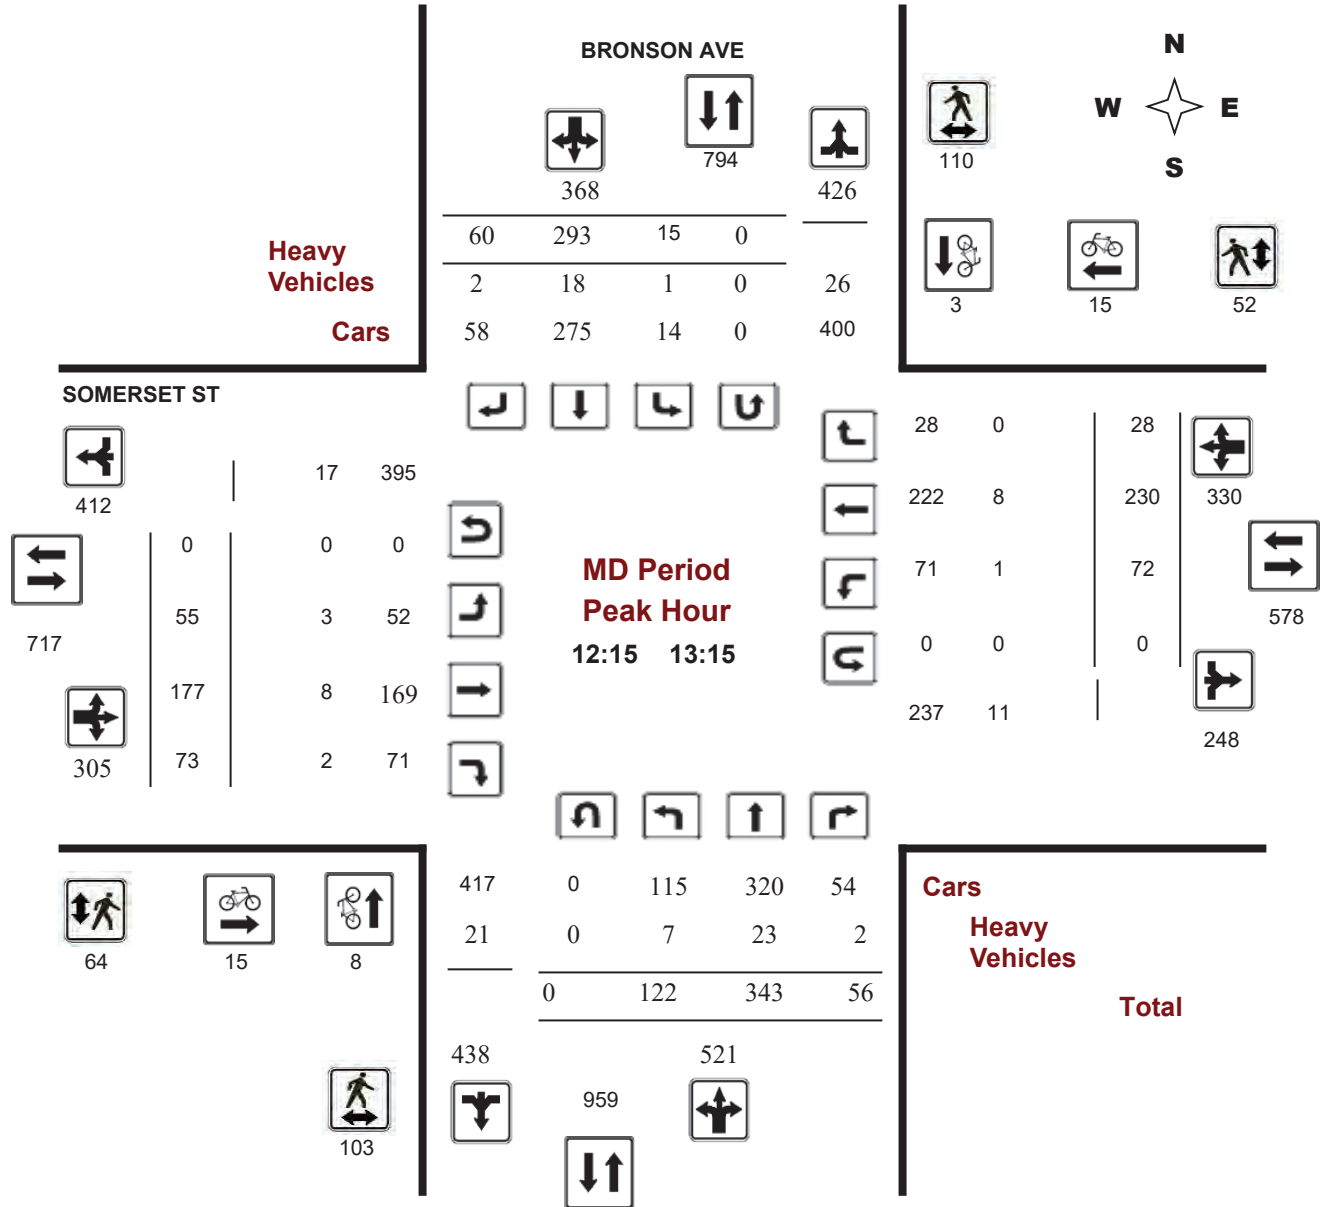 BRONSON AVE
N
W E
S
794
110
368 426
60 293 15 0
Heavy
Vehicles
2 18 1 0 26
3 15 52
Cars
58 275 14 0 400
SOMERSET ST
28 0 28
17 395
412
222 8 230 330
0 0 0
MD Period
71 1 72
Peak Hour
55 3 52
578
717
12:15 13:15
0 0 0
177 8 169
237 11
248
305
73 2 71
417 0 115 320 54
Cars
21 0 7 23 2
Heavy
Vehicles
64 15 8
0 122 343 56
Total
438 521
959
103